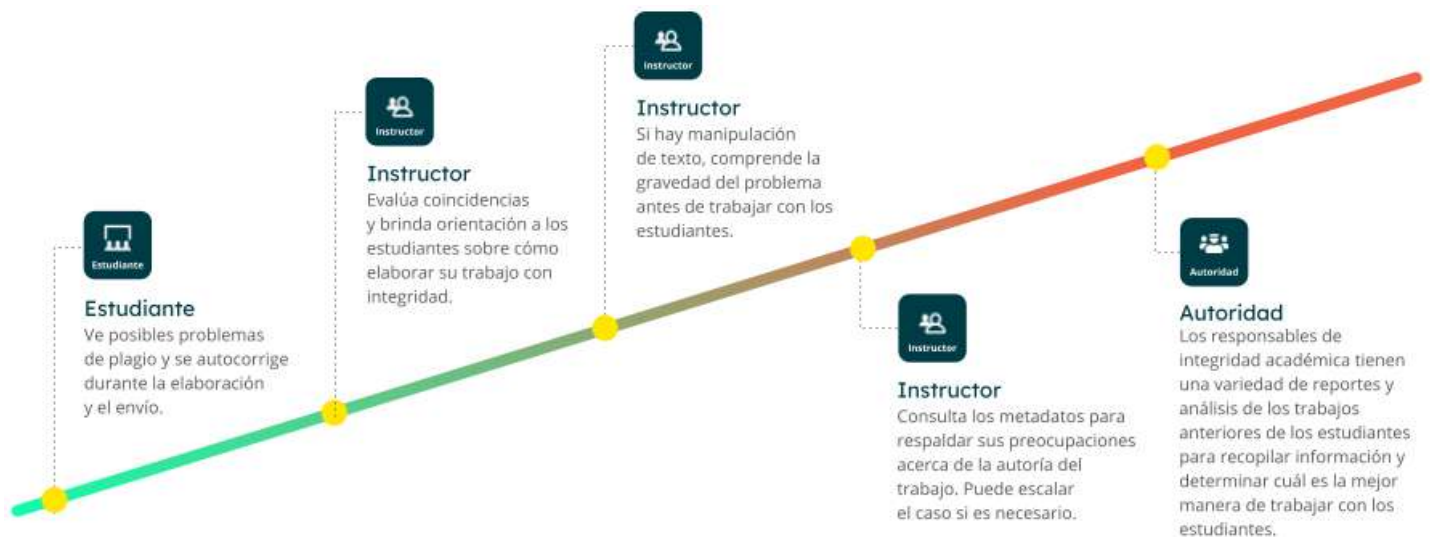 Estudiante
Estudiante
Ve posibles problemas
de plagio y se autocorrige
durante la elaboración
y el envío.
Instructor
Instructor
Evalúa coincidencias
y brinda orientación a los
estudiantes sobre cómo
elaborar su trabajo con
integridad.
Instructor
Instructor
Si hay manipulación
de texto, comprende la
gravedad del problema
antes de trabajar con los
estudiantes.
Instructor
Instructor
Consulta los metadatos para
respaldar sus preocupaciones
acerca de la autoría del
trabajo. Puede escalar
el caso si es necesario.
Autoridad
Autoridad
Los responsables de
integridad académica tienen
una variedad de reportes y
análisis de los trabajos
anteriores de los estudiantes
para recopilar información y
determinar cuál es la mejor
manera de trabajar con los
estudiantes.